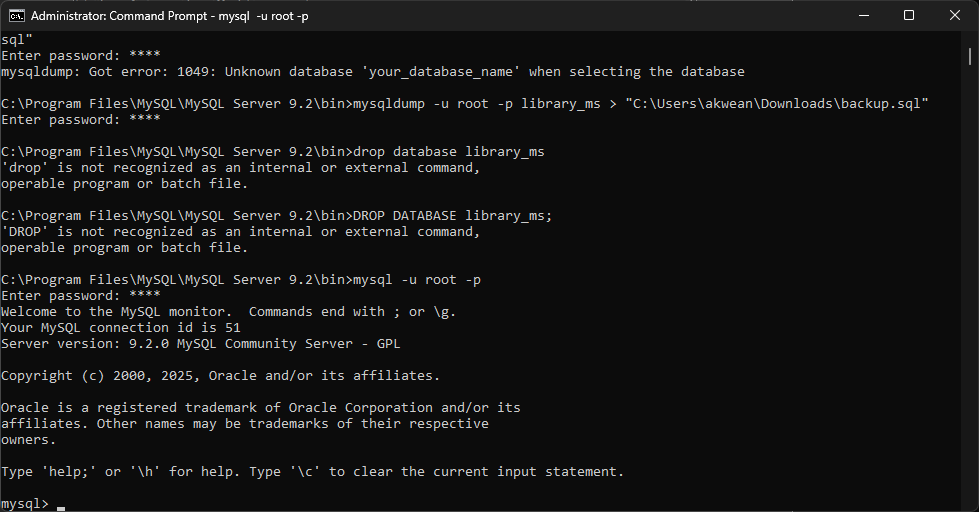 Administrator: Command Prompt - mysql  -u root -p
sql"
Enter password: ****
mysqldump: Got error: 1049: Unknown database 'your_database_name' when selecting the database
C:\Program Files\MySQL\MySQL Server 9.2\bin>mysqldump -u root -p library_ms > "C:\Users\akwean\Downloads\backup.sql"
Enter password: ****
C:\Program Files\MySQL\MySQL Server 9.2\bin>drop database library_ms
'drop' is not recognized as an internal or external command,
operable program or batch file.
C:\Program Files\MySQL\MySQL Server 9.2\bin>DROP DATABASE library_ms;
'DROP' is not recognized as an internal or external command,
operable program or batch file.
C:\Program Files\MySQL\MySQL Server 9.2\bin>mysql -u root -p
Enter password: ****
Welcome to the MySQL monitor.  Commands end with ; or \g.
Your MySQL connection id is 51
Server version: 9.2.0 MySQL Community Server - GPL
Copyright (c) 2000, 2025, Oracle and/or its affiliates.
Oracle is a registered trademark of Oracle Corporation and/or its
affiliates. Other names may be trademarks of their respective
owners.
Type 'help;' or '\h' for help. Type '\c' to clear the current input statement.
mysql>